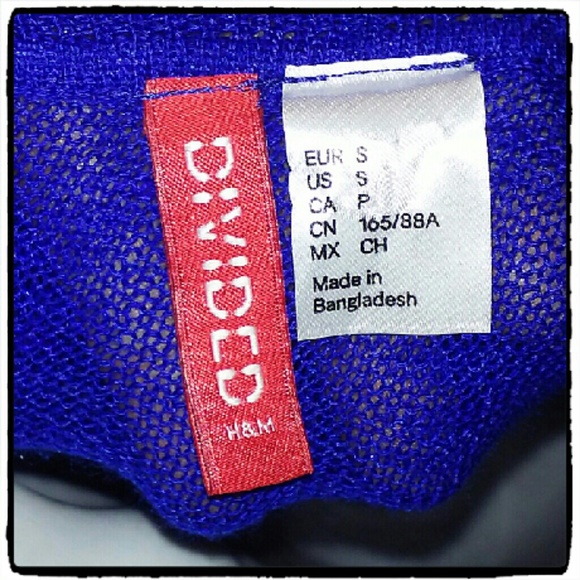 DIVIDED
H&M
EUR S
US S
CA P
CN 165/88A
MX CH
Made in
Bangladesh